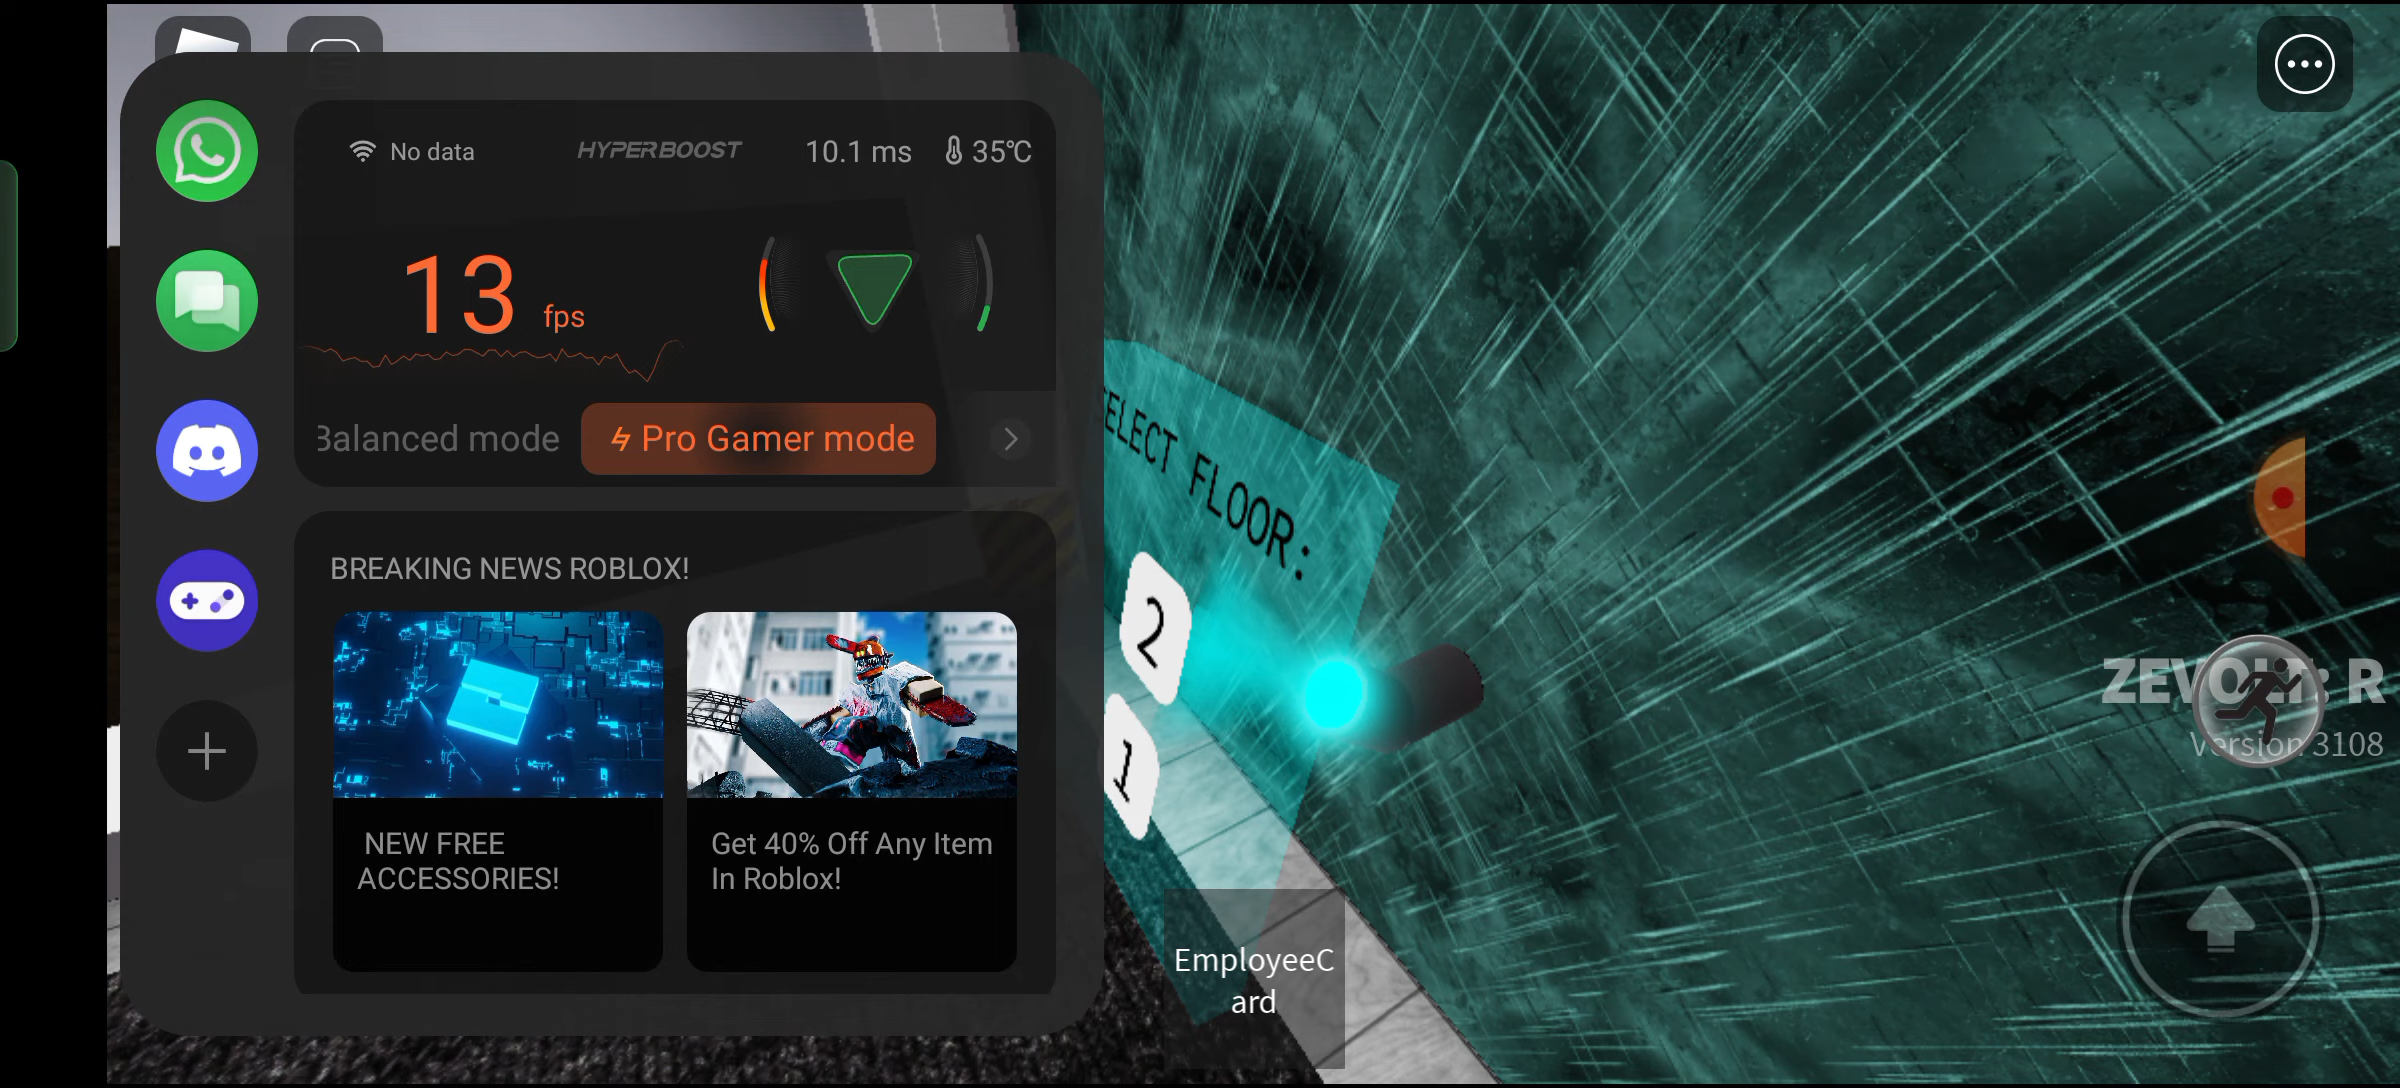 No data
HYPERBOOST
10.1 ms
35°C
13 fps
Balanced mode
Pro Gamer mode
BREAKING NEWS ROBLOX!
NEW FREE
ACCESSORIES!
Get 40% Off Any Item
In Roblox!
ELECT FLOOR:
2
1
EmployeeC
ard
R
Version 3108